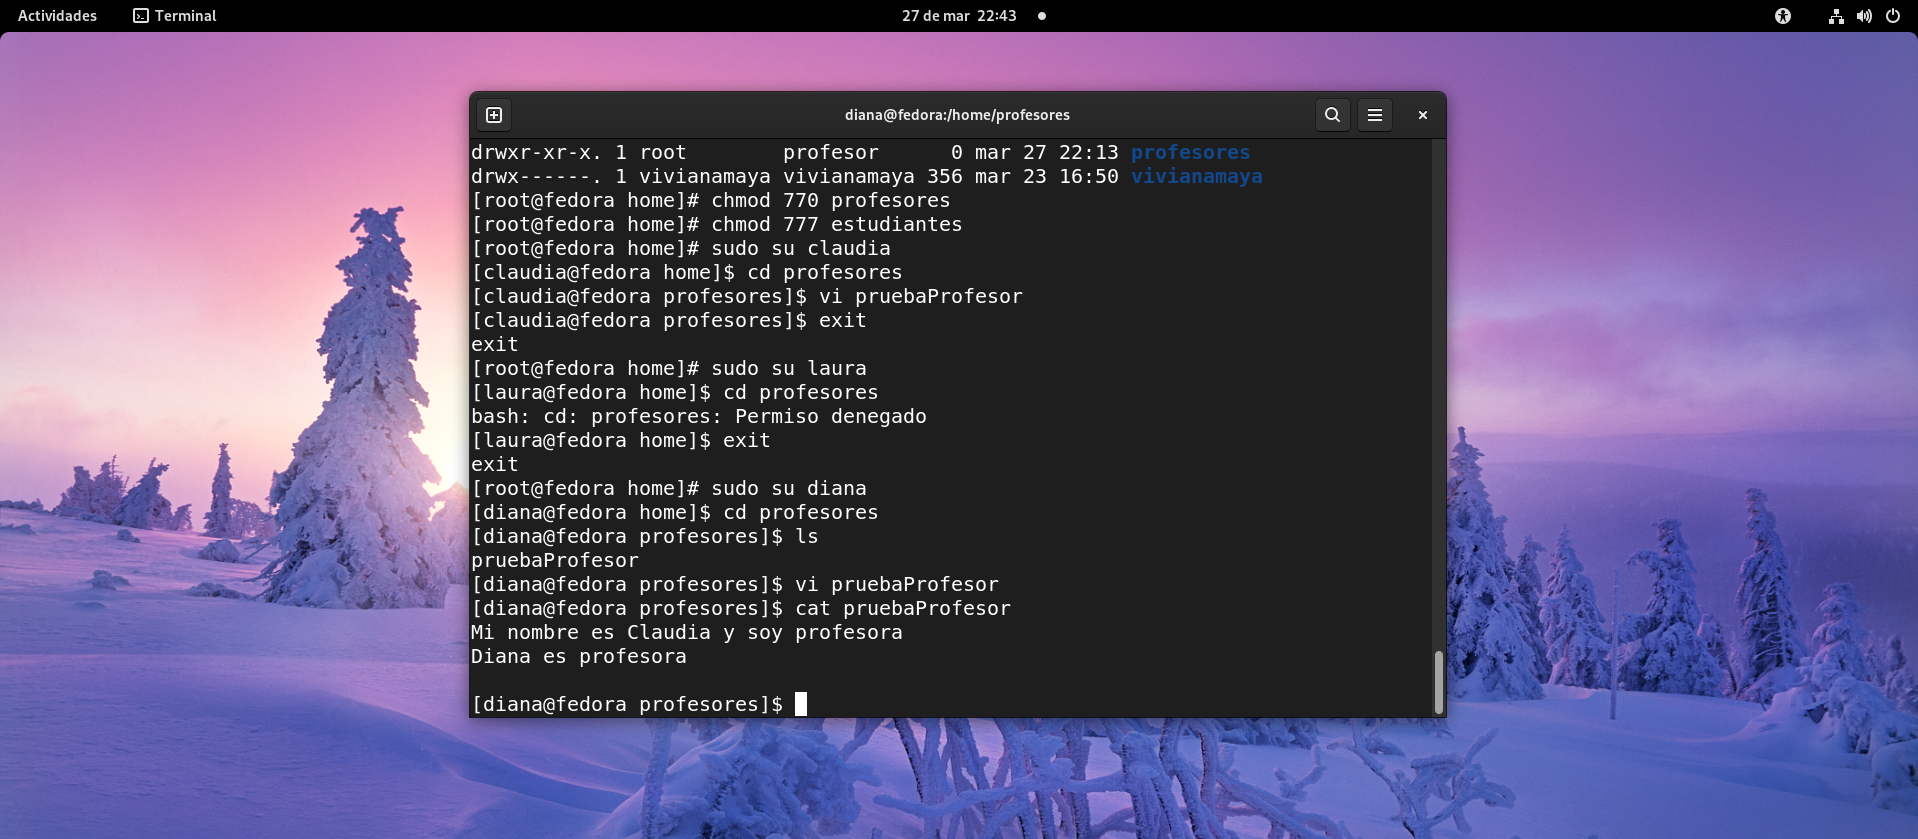 Actividades Terminal 27 de mar 22:43
diana@fedora:/home/profesores
drwxr-xr-x. 1 root        profesor      0 mar 27 22:13 profesores
drwx------. 1 vivianamaya vivianamaya 356 mar 23 16:50 vivianamaya
[root@fedora home]# chmod 770 profesores
[root@fedora home]# chmod 777 estudiantes
[root@fedora home]# sudo su claudia
[claudia@fedora home]$ cd profesores
[claudia@fedora profesores]$ vi pruebaProfesor
[claudia@fedora profesores]$ exit
exit
[root@fedora home]# sudo su laura
[laura@fedora home]$ cd profesores
bash: cd: profesores: Permiso denegado
[laura@fedora home]$ exit
exit
[root@fedora home]# sudo su diana
[diana@fedora home]$ cd profesores
[diana@fedora profesores]$ ls
pruebaProfesor
[diana@fedora profesores]$ vi pruebaProfesor
[diana@fedora profesores]$ cat pruebaProfesor
Mi nombre es Claudia y soy profesora
Diana es profesora
[diana@fedora profesores]$